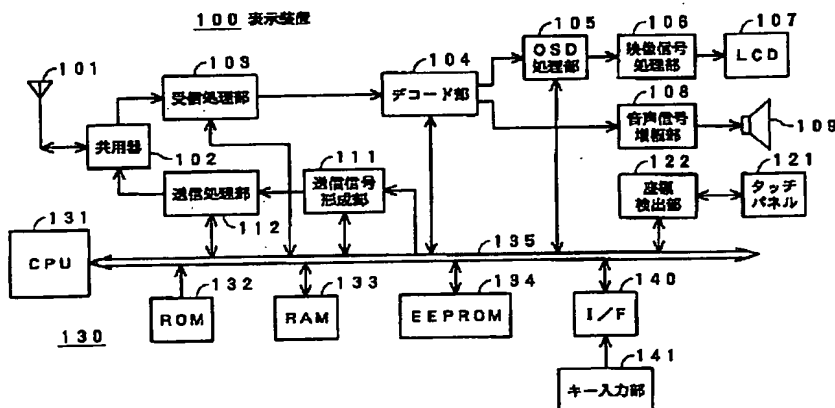 100 表示装置
101
103
受信処理部
104
デコード部
105
OSD
処理部
106
映像信号
処理部
107
LCD
108
音声信号
増幅部
109
共用器
102
送信処理部
112
111
送信信号
形成部
122
座標
検出部
121
タッチ
パネル
131
CPU
135
132
ROM
133
RAM
134
EEPROM
140
I/F
130
141
キー入力部